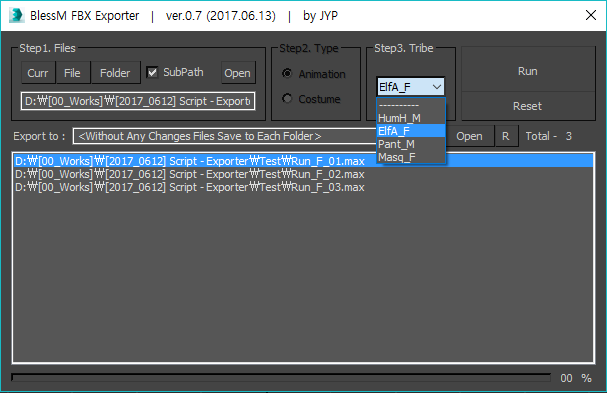 BlessM FBX Exporter | ver.0.7 (2017.06.13) | by JYP
Step1. Files
Curr File Folder SubPath Open
D:₩[00_Works]₩[2017_0612] Script - Exporte
Step2. Type
Animation
Costume
Step3. Tribe
ElfA_F
----------
HumH_M
ElfA_F
Pant_M
Masq_F
Run
Reset
Export to : <Without Any Changes Files Save to Each Folder> Open R Total - 3
D:₩[00_Works]₩[2017_0612] Script - Exporter₩Test₩Run_F_01.max
D:₩[00_Works]₩[2017_0612] Script - Exporter₩Test₩Run_F_02.max
D:₩[00_Works]₩[2017_0612] Script - Exporter₩Test₩Run_F_03.max
00 %